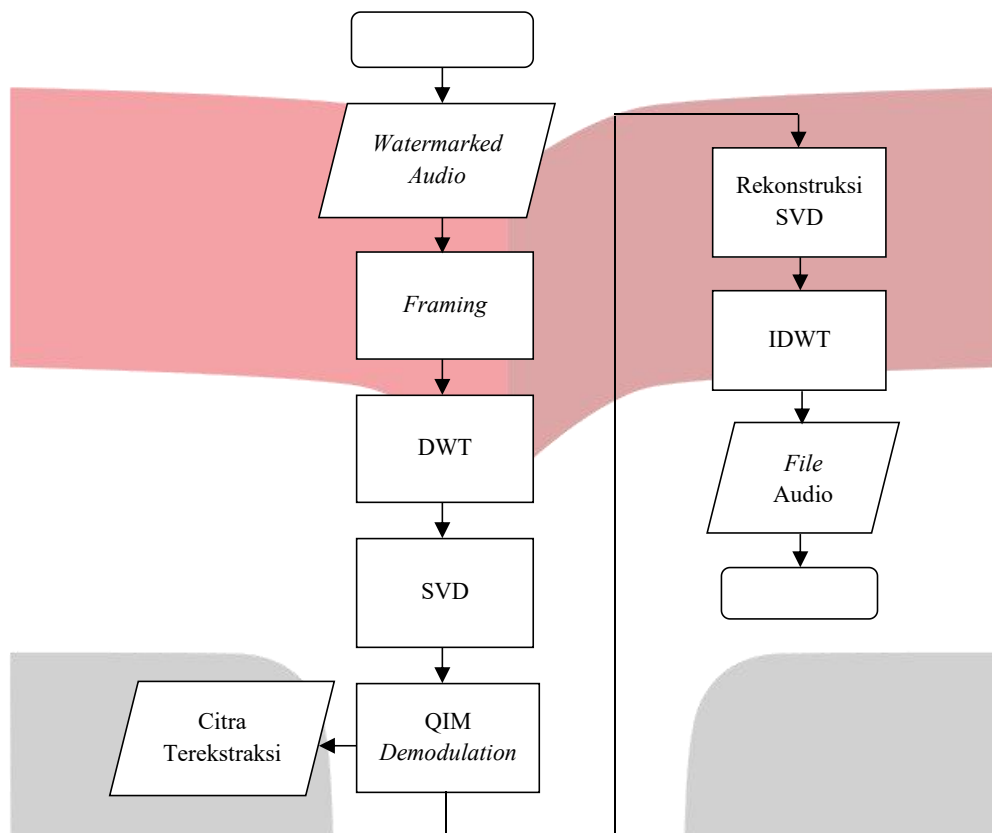 Watermarked
Audio
Framing
DWT
SVD
QIM
Demodulation
Citra
Terekstraksi
Rekonstruksi
SVD
IDWT
File
Audio